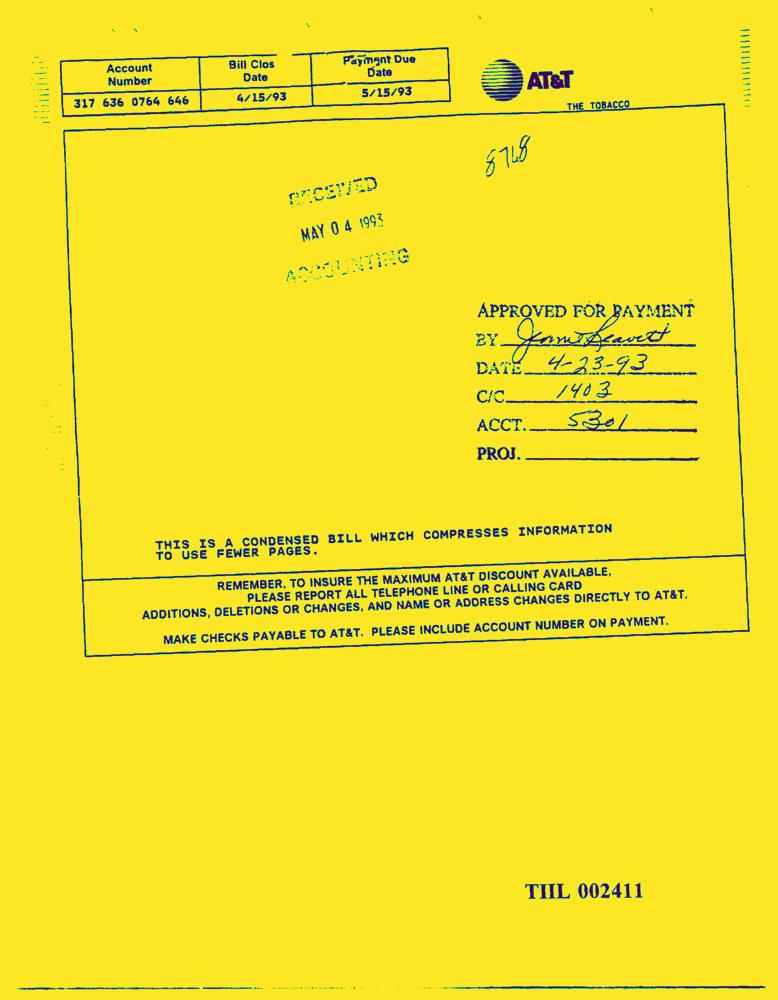 Account Number
Bill Clos Date
Payment Due Date
317 636 0764 646
4/15/93
5/15/93
AT&T
THE TOBACCO
8768
RECEIVED
MAY 04 1993
ACCOUNTING
APPROVED FOR PAYMENT
BY
DATE 4-23-93
C/C 1403
ACCT. 5301
PROJ.
THIS IS A CONDENSED BILL WHICH COMPRESSES INFORMATION
TO USE FEWER PAGES.
REMEMBER, TO INSURE THE MAXIMUM AT&T DISCOUNT AVAILABLE,
PLEASE REPORT ALL TELEPHONE LINE OR CALLING CARD
ADDITIONS, DELETIONS OR CHANGES, AND NAME OR ADDRESS CHANGES DIRECTLY TO AT&T.
MAKE CHECKS PAYABLE TO AT&T. PLEASE INCLUDE ACCOUNT NUMBER ON PAYMENT.
TIIL 002411